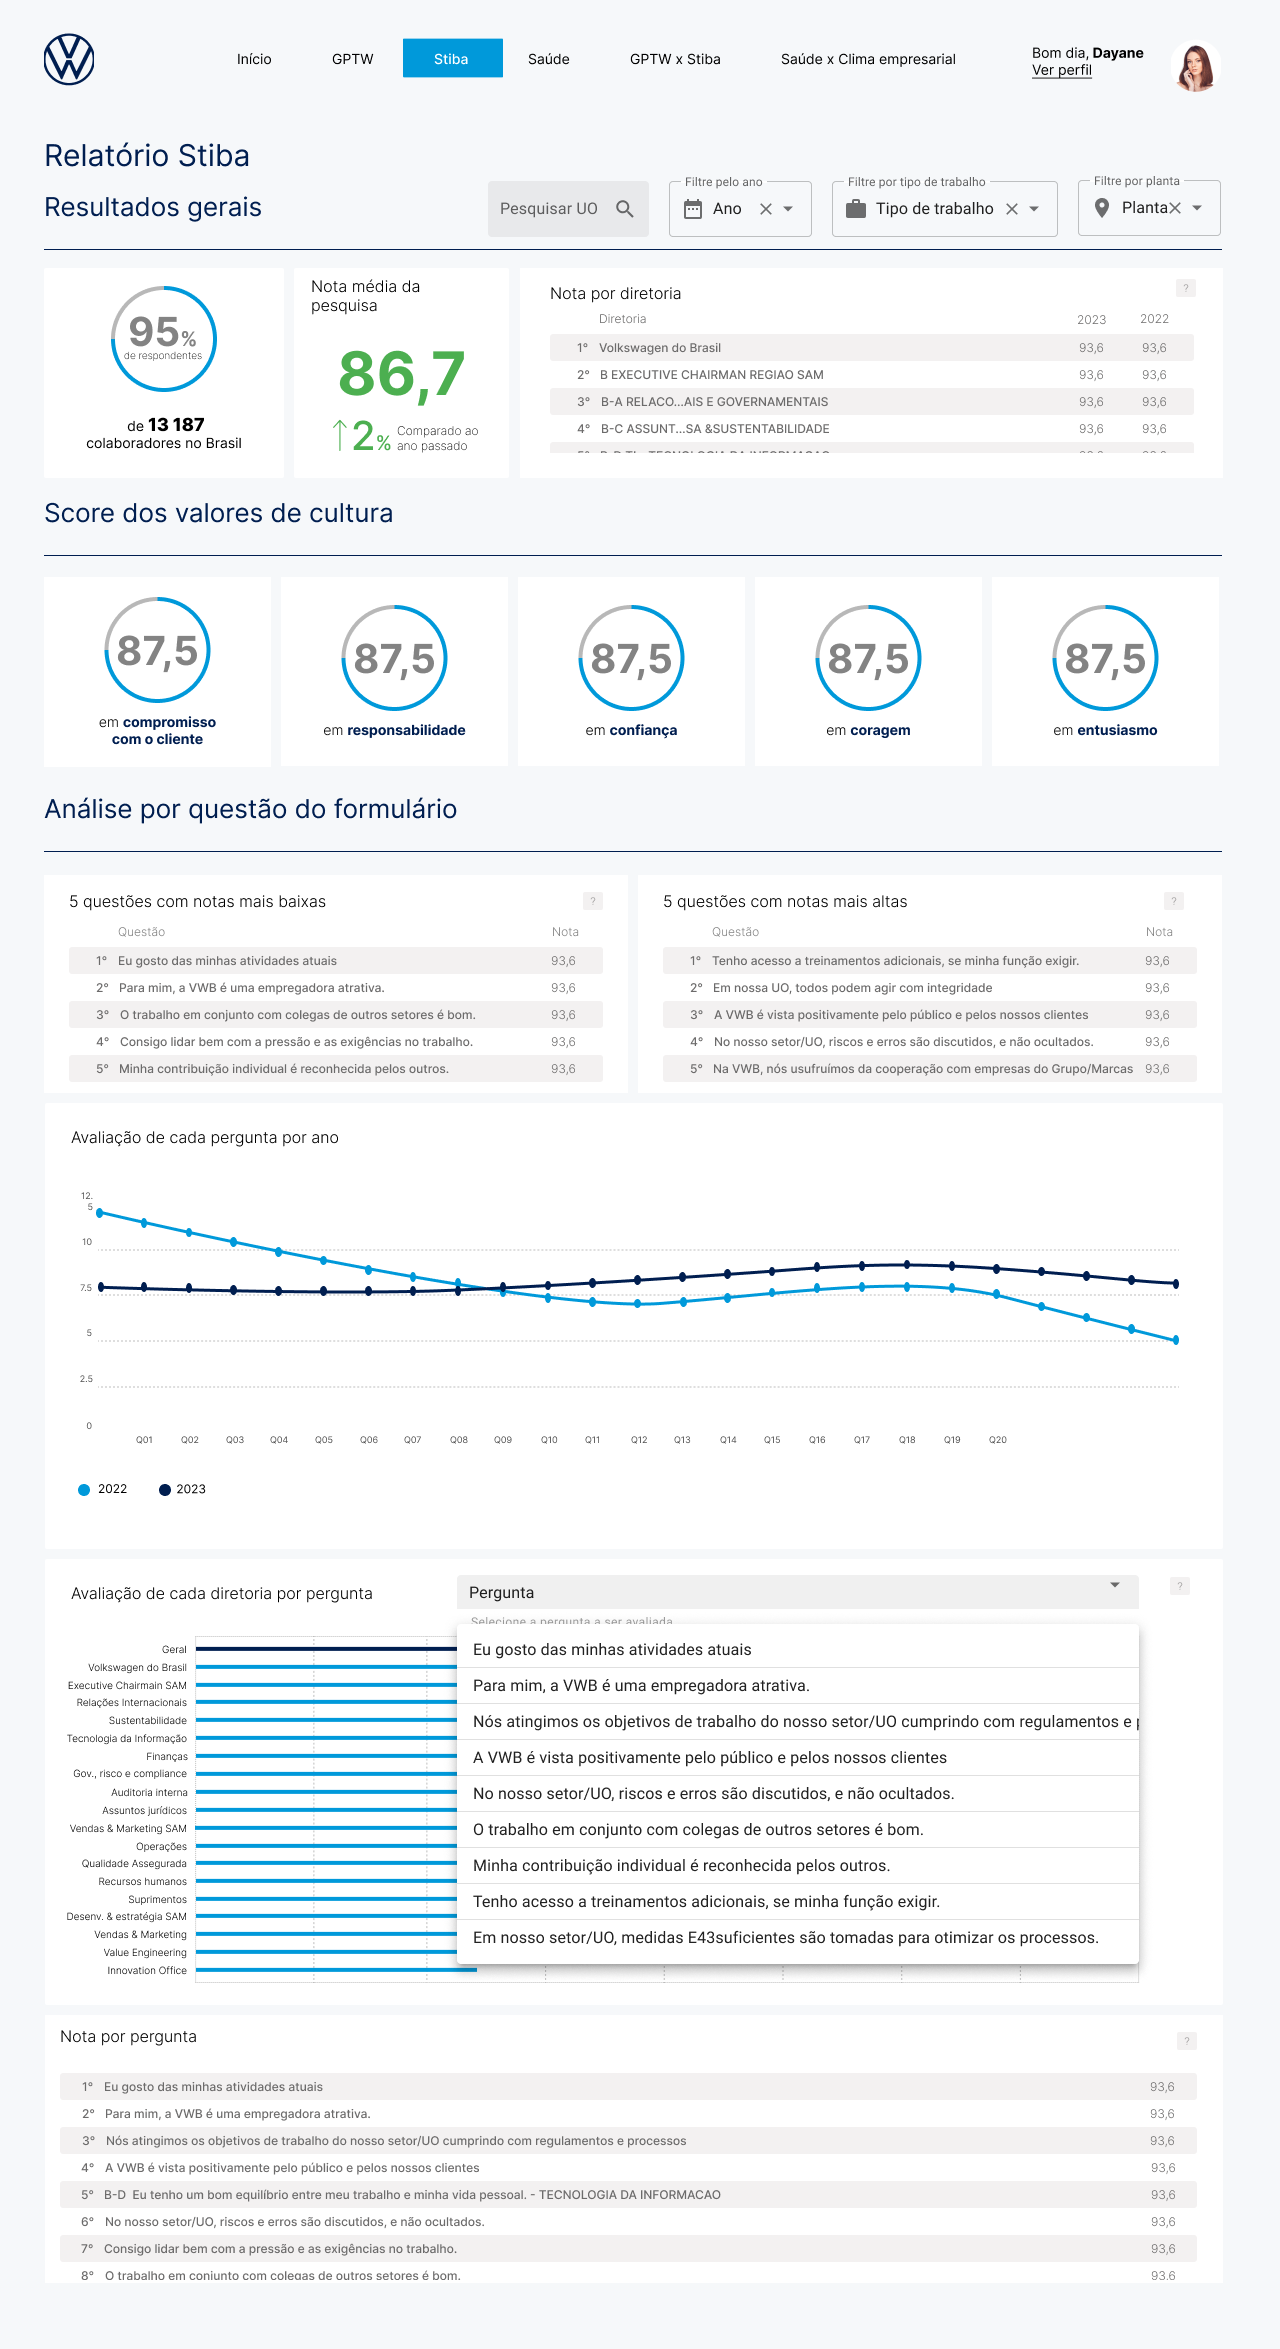 Início
GPTW
Stiba
Saúde
GPTW x Stiba
Saúde x Clima empresarial
Bom dia, Dayane
Ver perfil
Relatório Stiba
Resultados gerais
Pesquisar UO
Filtre pelo ano
Ano
Filtre por tipo de trabalho
Tipo de trabalho
Filtre por planta
Planta
95%
de respondentes
de 13 187
colaboradores no Brasil
Nota média da
pesquisa
86,7
2%
Comparado ao
ano passado
Nota por diretoria
?
Diretoria 2023 2022
1° Volkswagen do Brasil 93,6 93,6
2° B EXECUTIVE CHAIRMAN REGIAO SAM 93,6 93,6
3° B-A RELACO...AIS E GOVERNAMENTAIS 93,6 93,6
4° B-C ASSUNT...SA &SUSTENTABILIDADE 93,6 93,6
Score dos valores de cultura
87,5
em compromisso
com o cliente
87,5
em responsabilidade
87,5
em confiança
87,5
em coragem
87,5
em entusiasmo
Análise por questão do formulário
5 questões com notas mais baixas
?
Questão Nota
1° Eu gosto das minhas atividades atuais 93,6
2° Para mim, a VWB é uma empregadora atrativa. 93,6
3° O trabalho em conjunto com colegas de outros setores é bom. 93,6
4° Consigo lidar bem com a pressão e as exigências no trabalho. 93,6
5° Minha contribuição individual é reconhecida pelos outros. 93,6
5 questões com notas mais altas
?
Questão Nota
1° Tenho acesso a treinamentos adicionais, se minha função exigir. 93,6
2° Em nossa UO, todos podem agir com integridade 93,6
3° A VWB é vista positivamente pelo público e pelos nossos clientes 93,6
4° No nosso setor/UO, riscos e erros são discutidos, e não ocultados. 93,6
5° Na VWB, nós usufruímos da cooperação com empresas do Grupo/Marcas 93,6
Avaliação de cada pergunta por ano
12.
5
10
7.5
5
2.5
0
Q01 Q02 Q03 Q04 Q05 Q06 Q07 Q08 Q09 Q10 Q11 Q12 Q13 Q14 Q15 Q16 Q17 Q18 Q19 Q20
2022 2023
Avaliação de cada diretoria por pergunta
Pergunta
?
Selecione a pergunta a ser avaliada
Geral
Volkswagen do Brasil
Executive Chairmain SAM
Relações Internacionais
Sustentabilidade
Tecnologia da Informação
Finanças
Gov., risco e compliance
Auditoria interna
Assuntos jurídicos
Vendas & Marketing SAM
Operações
Qualidade Assegurada
Recursos humanos
Suprimentos
Desenv. & estratégia SAM
Vendas & Marketing
Value Engineering
Innovation Office
Eu gosto das minhas atividades atuais
Para mim, a VWB é uma empregadora atrativa.
Nós atingimos os objetivos de trabalho do nosso setor/UO cumprindo com regulamentos e
A VWB é vista positivamente pelo público e pelos nossos clientes
No nosso setor/UO, riscos e erros são discutidos, e não ocultados.
O trabalho em conjunto com colegas de outros setores é bom.
Minha contribuição individual é reconhecida pelos outros.
Tenho acesso a treinamentos adicionais, se minha função exigir.
Em nosso setor/UO, medidas E43suficientes são tomadas para otimizar os processos.
Nota por pergunta
?
1° Eu gosto das minhas atividades atuais 93,6
2° Para mim, a VWB é uma empregadora atrativa. 93,6
3° Nós atingimos os objetivos de trabalho do nosso setor/UO cumprindo com regulamentos e processos 93,6
4° A VWB é vista positivamente pelo público e pelos nossos clientes 93,6
5° B-D Eu tenho um bom equilíbrio entre meu trabalho e minha vida pessoal. - TECNOLOGIA DA INFORMACAO 93,6
6° No nosso setor/UO, riscos e erros são discutidos, e não ocultados. 93,6
7° Consigo lidar bem com a pressão e as exigências no trabalho. 93,6
8° O trabalho em conjunto com colegas de outros setores é bom. 93,6